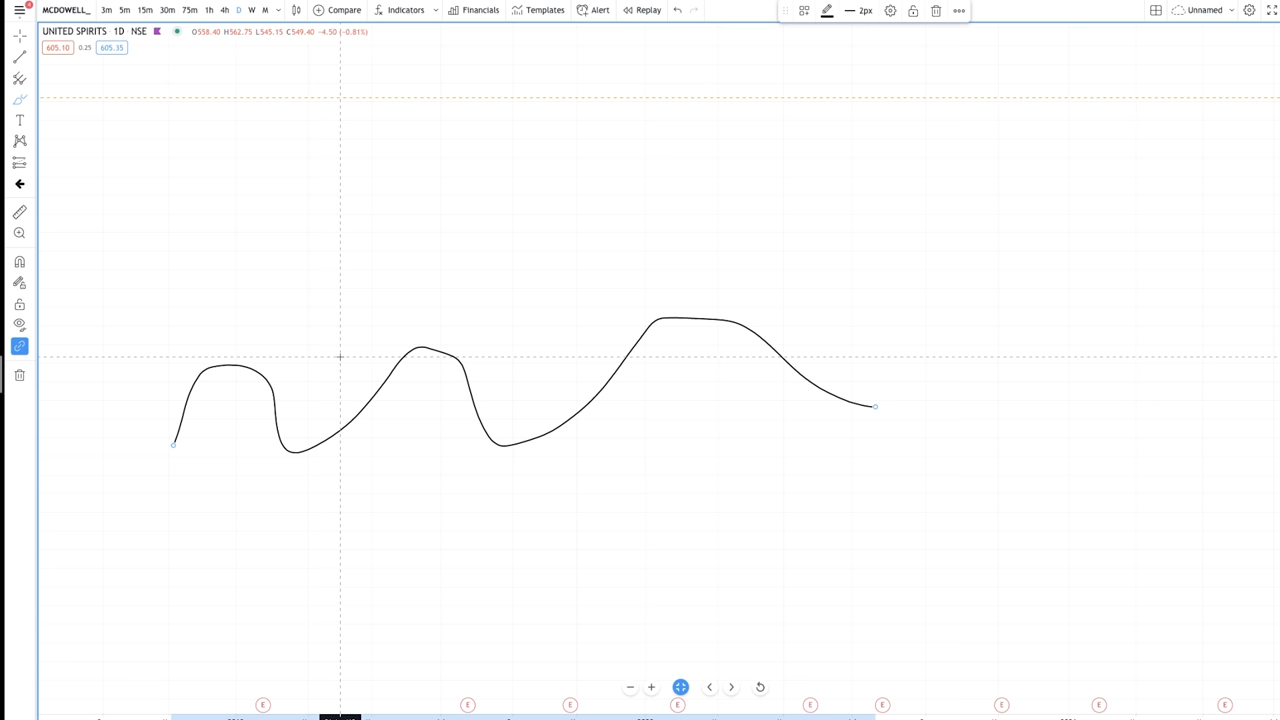 MCDOWELL_ 3m 5m 15m 30m 75m 1h 4h D W M Compare Indicators Financials Templates Alert Replay 2px Unnamed
UNITED SPIRITS · 1D · NSE O558.40 H562.75 L545.15 C549.40 −4.50 (−0.81%)
605.10 0.25 605.35
T
E E E E E E E E E